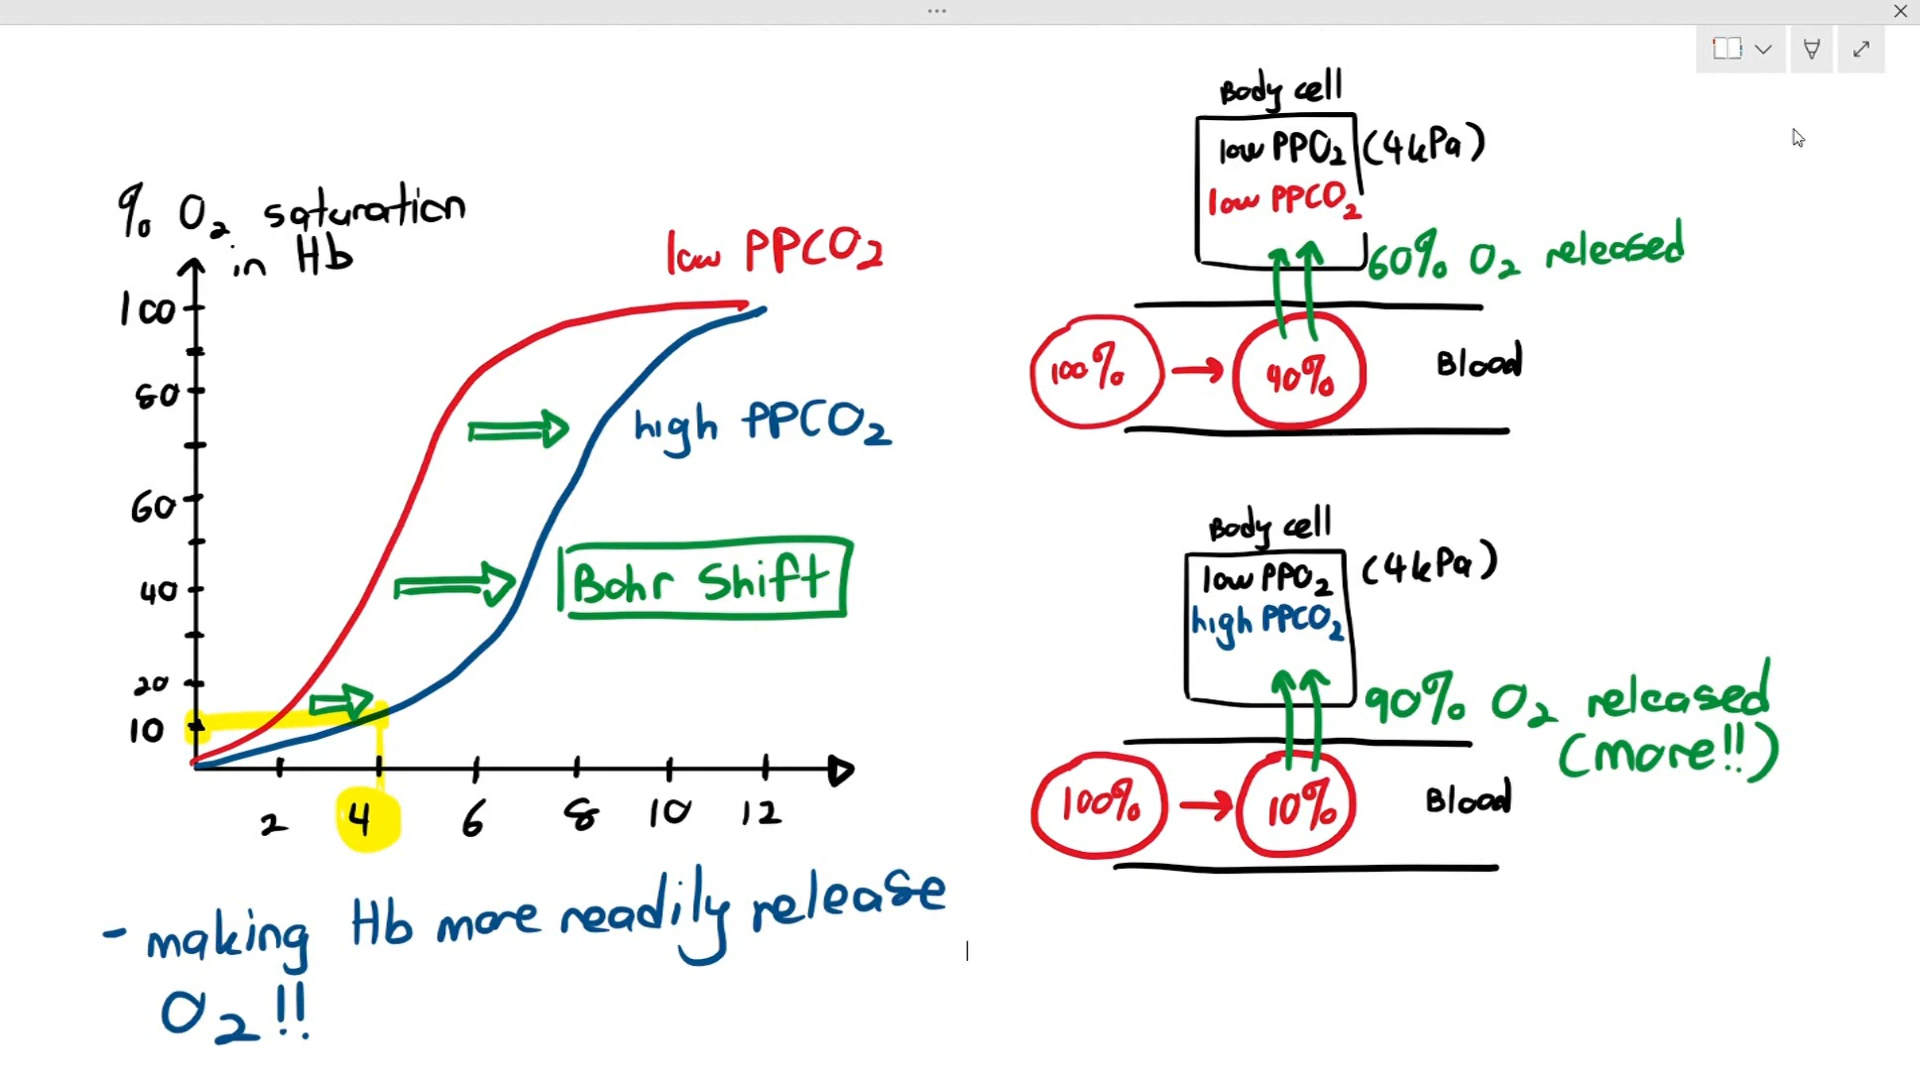 % O2 saturation
in Hb
100
80
60
40
20
10
2 4 6 8 10 12
low PPCO2
high PPCO2
Bohr Shift
- making Hb more readily release
O2 !!
Body cell
low PPO2 (4kPa)
low PPCO2
60% O2 released
100% → 40% Blood
Body cell
low PPO2 (4kPa)
high PPCO2
90% O2 released
(more!!)
100% → 10% Blood